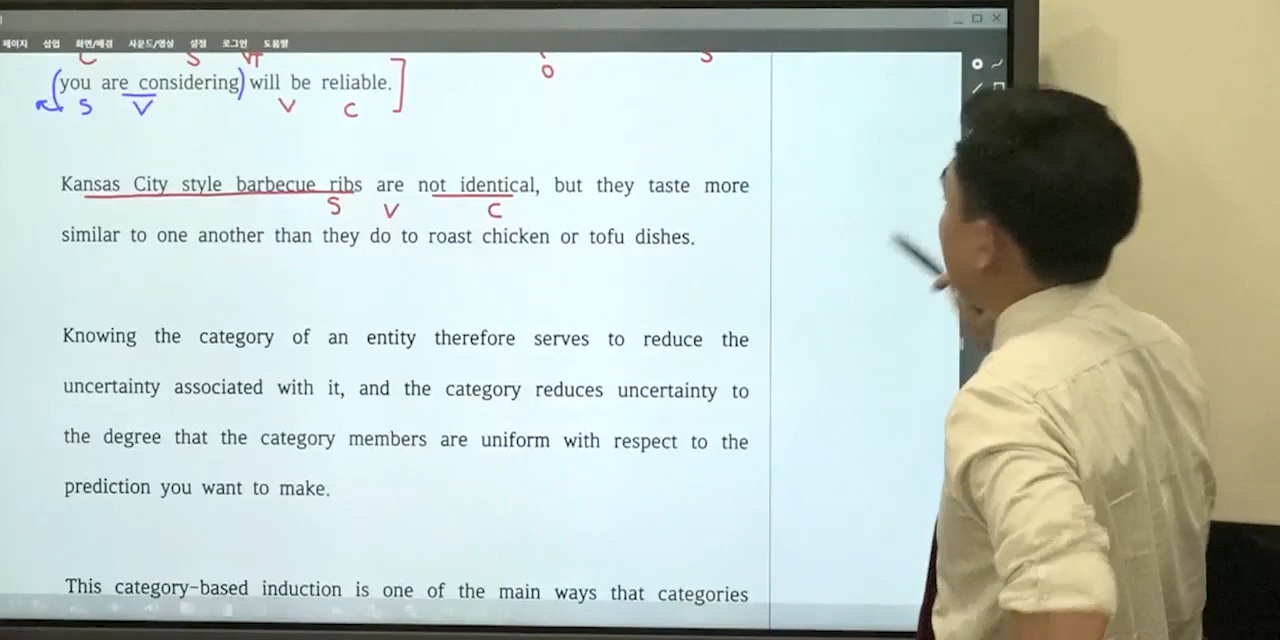 페이지 삽입 화면/배경 사운드/영상 설정 로그인 도움말
C S VT O S
(you are considering) will be reliable.]
S V V C
Kansas City style barbecue ribs are not identical, but they taste more
S V C
similar to one another than they do to roast chicken or tofu dishes.
Knowing the category of an entity therefore serves to reduce the
uncertainty associated with it, and the category reduces uncertainty to
the degree that the category members are uniform with respect to the
prediction you want to make.
This category-based induction is one of the main ways that categories